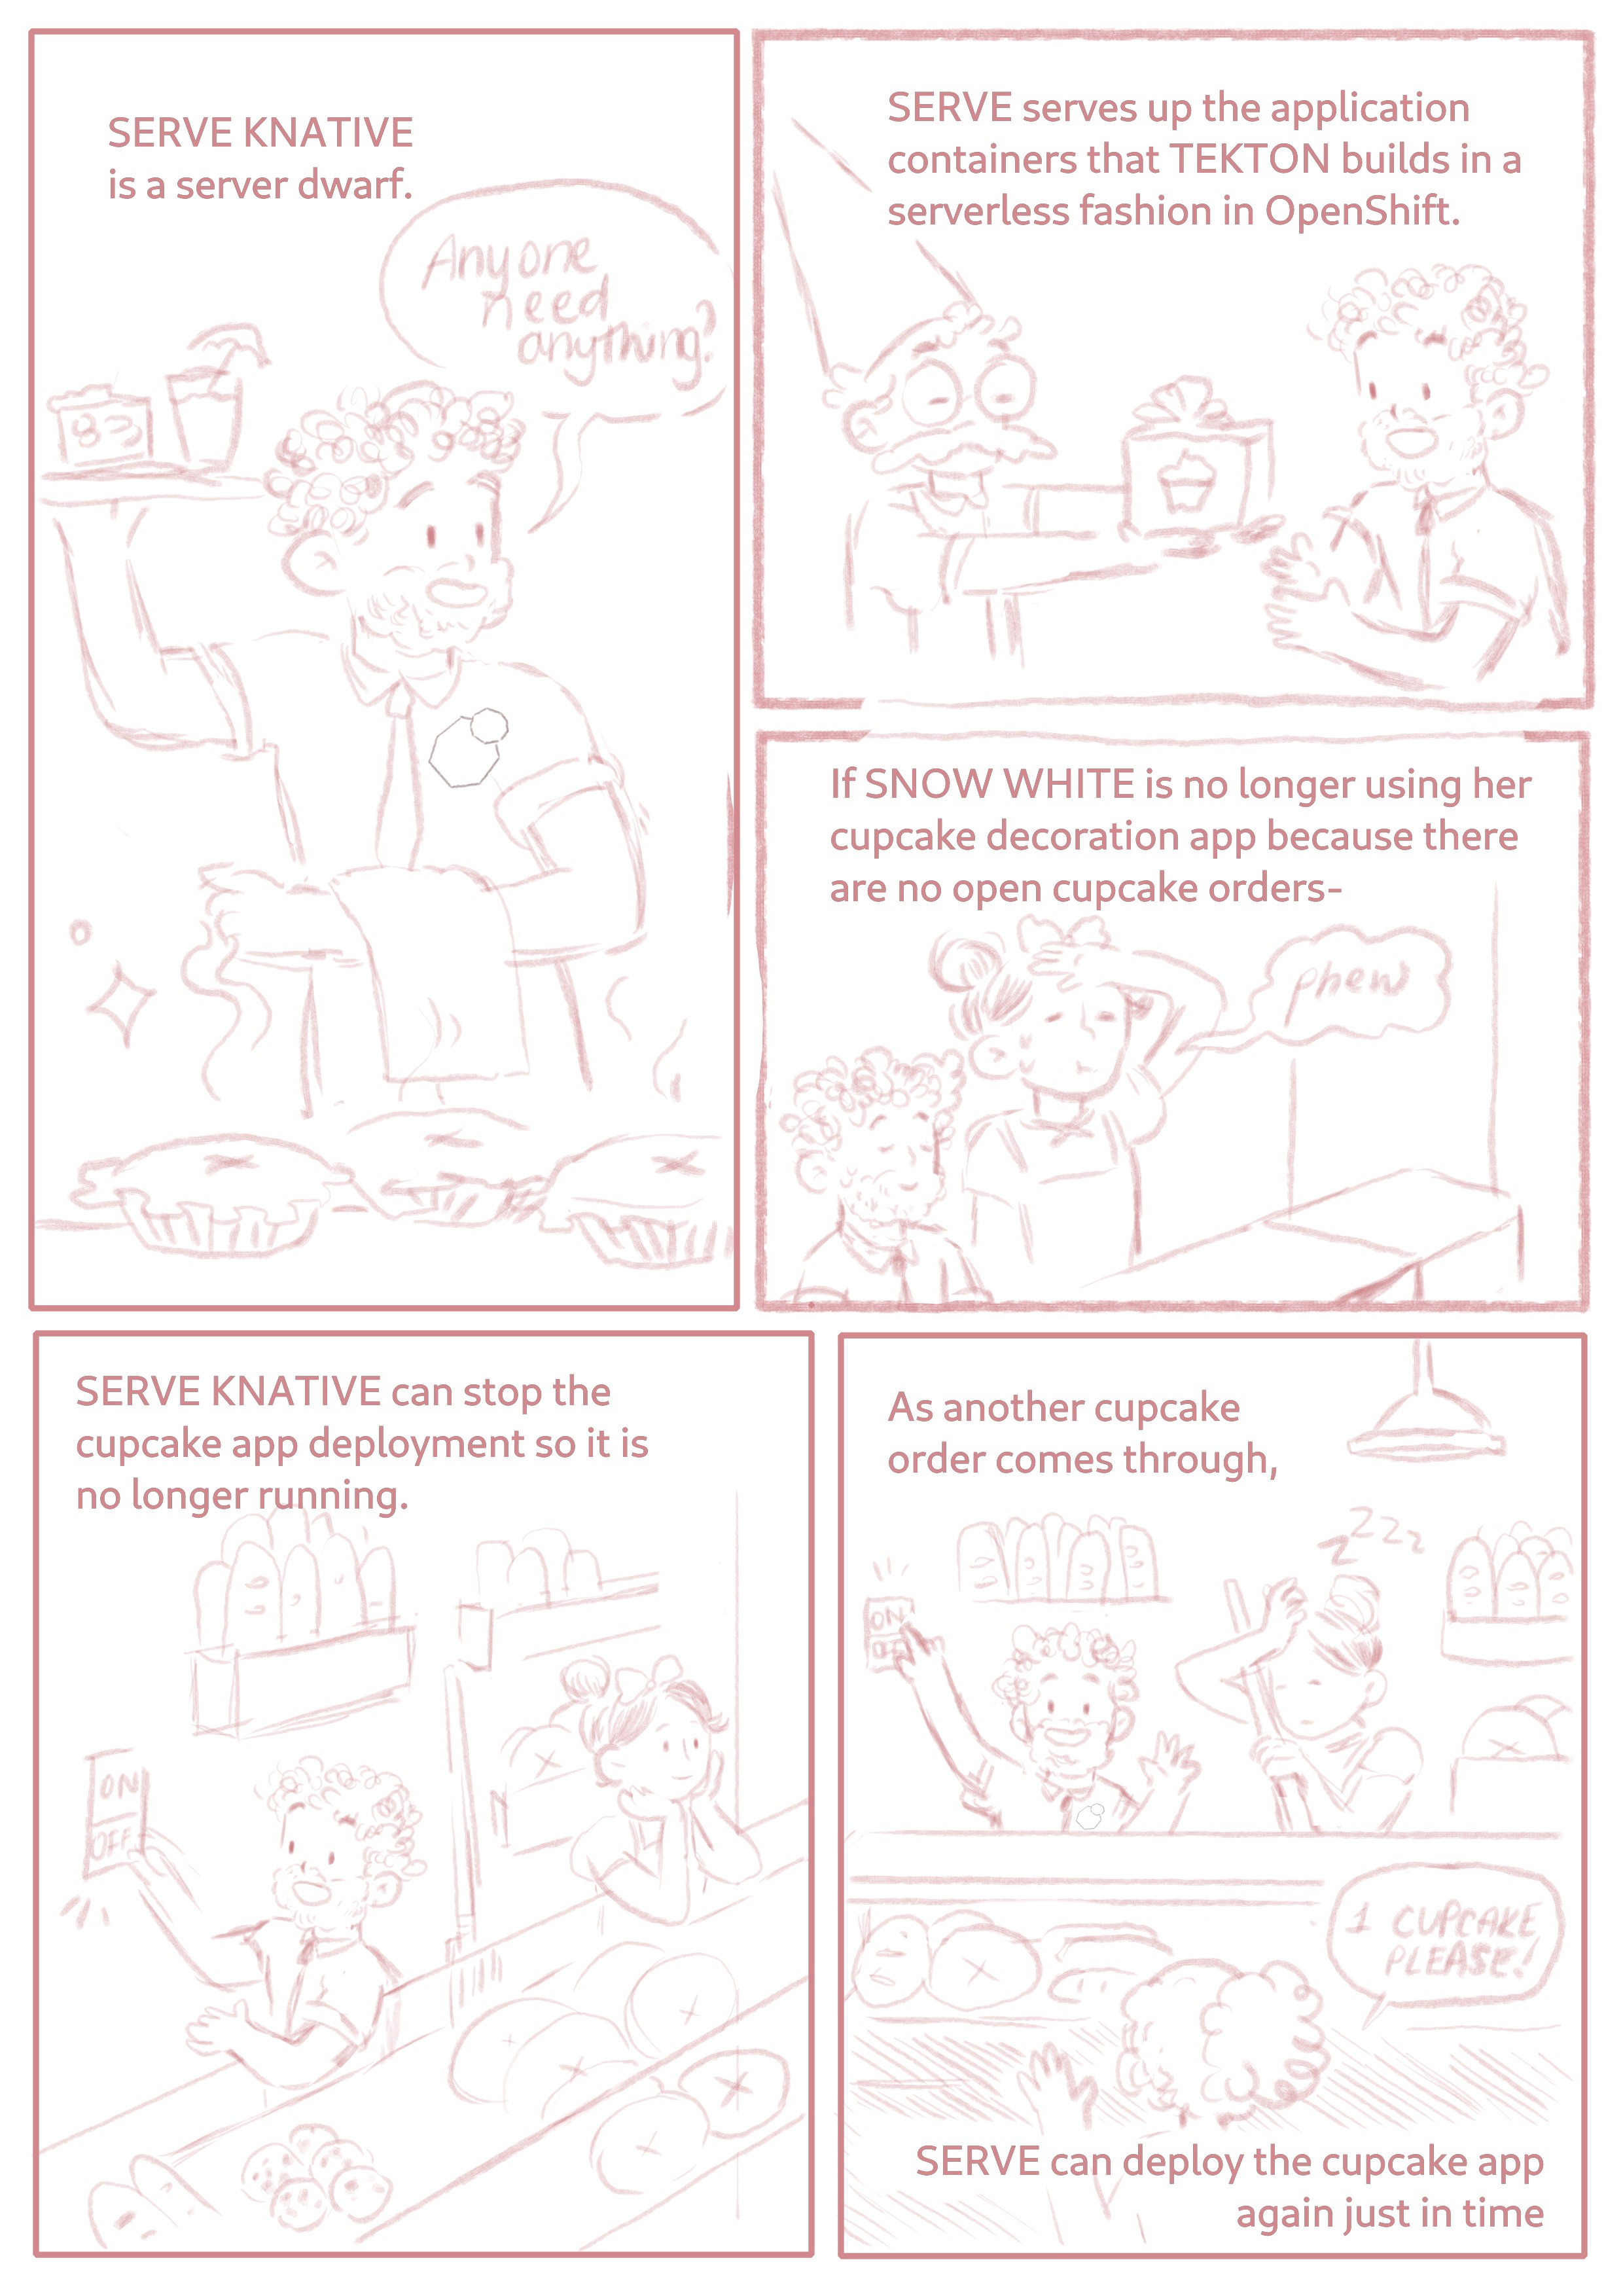 SERVE KNATIVE
is a server dwarf.
Anyone
need
anything?
SERVE serves up the application
containers that TEKTON builds in a
serverless fashion in OpenShift.
If SNOW WHITE is no longer using her
cupcake decoration app because there
are no open cupcake orders-
phew
SERVE KNATIVE can stop the
cupcake app deployment so it is
no longer running.
ON
OFF
As another cupcake
order comes through,
zzzz
ON
1 CUPCAKE
PLEASE!
SERVE can deploy the cupcake app
again just in time